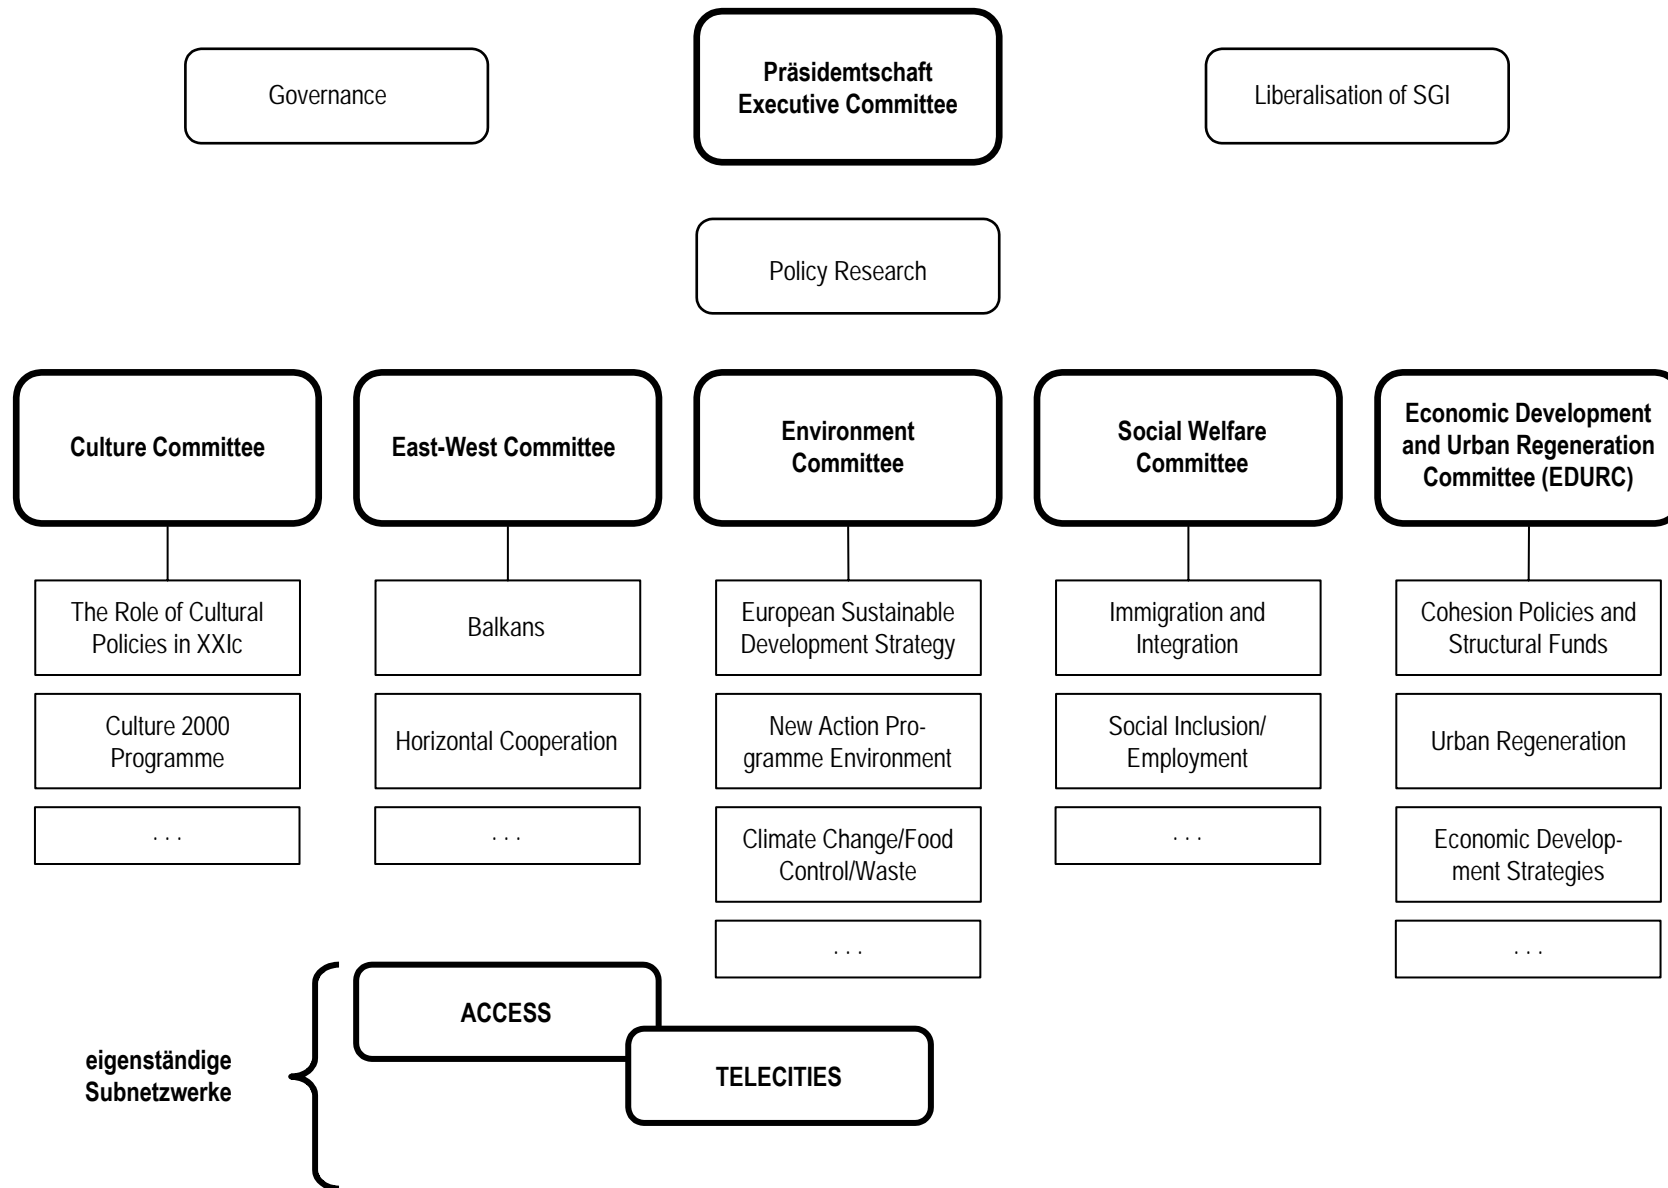 Governance
Präsidemtschaft
Executive Committee
Liberalisation of SGI
Policy Research
Culture Committee
East-West Committee
Environment
Committee
Social Welfare
Committee
Economic Development
and Urban Regeneration
Committee (EDURC)
The Role of Cultural
Policies in XXIc
Balkans
European Sustainable
Development Strategy
Immigration and
Integration
Cohesion Policies and
Structural Funds
Culture 2000
Programme
Horizontal Cooperation
New Action Pro-
gramme Environment
Social Inclusion/
Employment
Urban Regeneration
. . .
. . .
Climate Change/Food
Control/Waste
. . .
Economic Develop-
ment Strategies
. . .
. . .
eigenständige
Subnetzwerke
ACCESS
TELECITIES